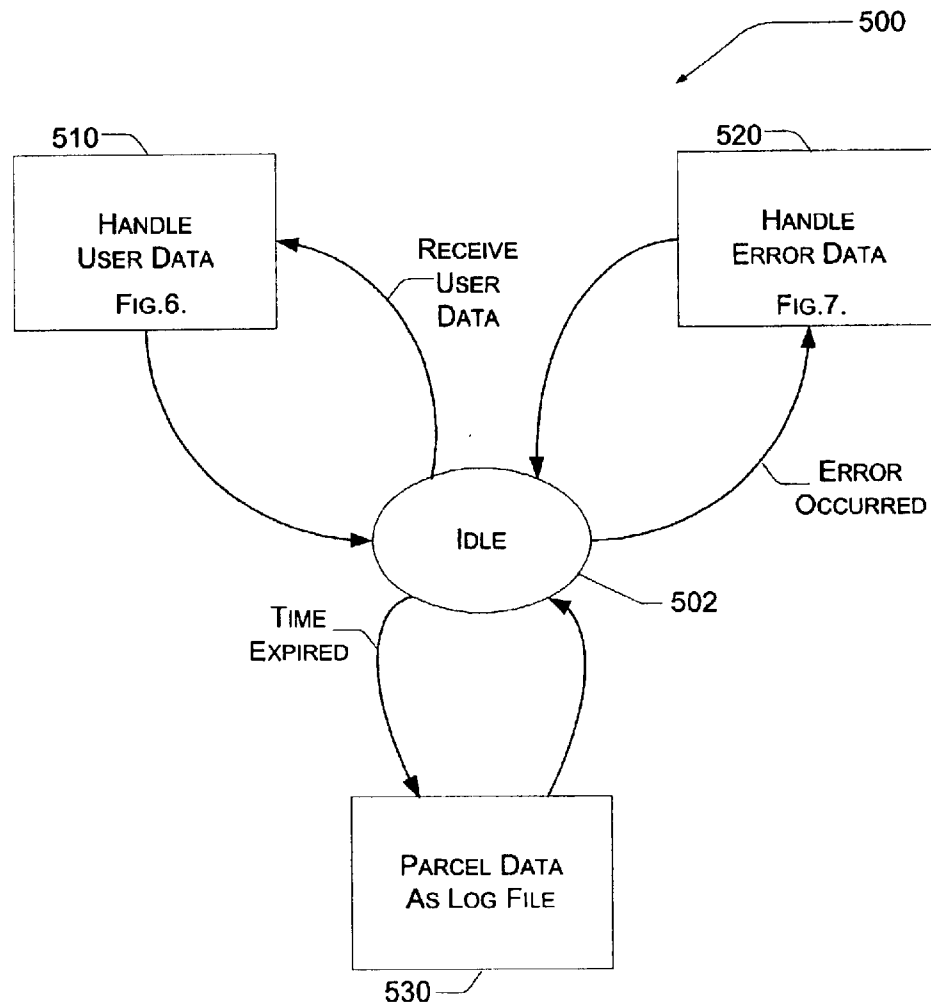 500
510
HANDLE
USER DATA
FIG.6.
520
HANDLE
ERROR DATA
FIG.7.
RECEIVE
USER
DATA
ERROR
OCCURRED
IDLE
502
TIME
EXPIRED
PARCEL DATA
AS LOG FILE
530